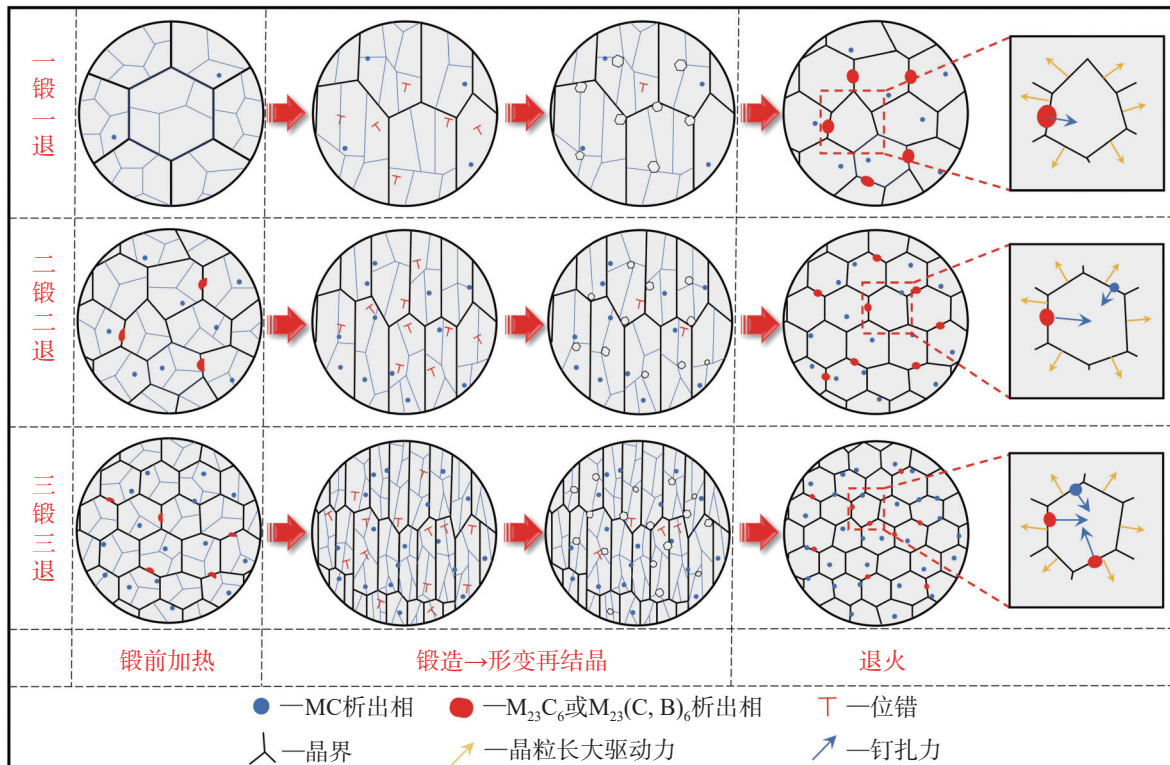 一锻一退
二锻二退
三锻三退
锻前加热
锻造→形变再结晶
退火
—MC析出相
—M₂₃C₆或M₂₃(C, B)₆析出相
—位错
—晶界
—晶粒长大驱动力
—钉扎力